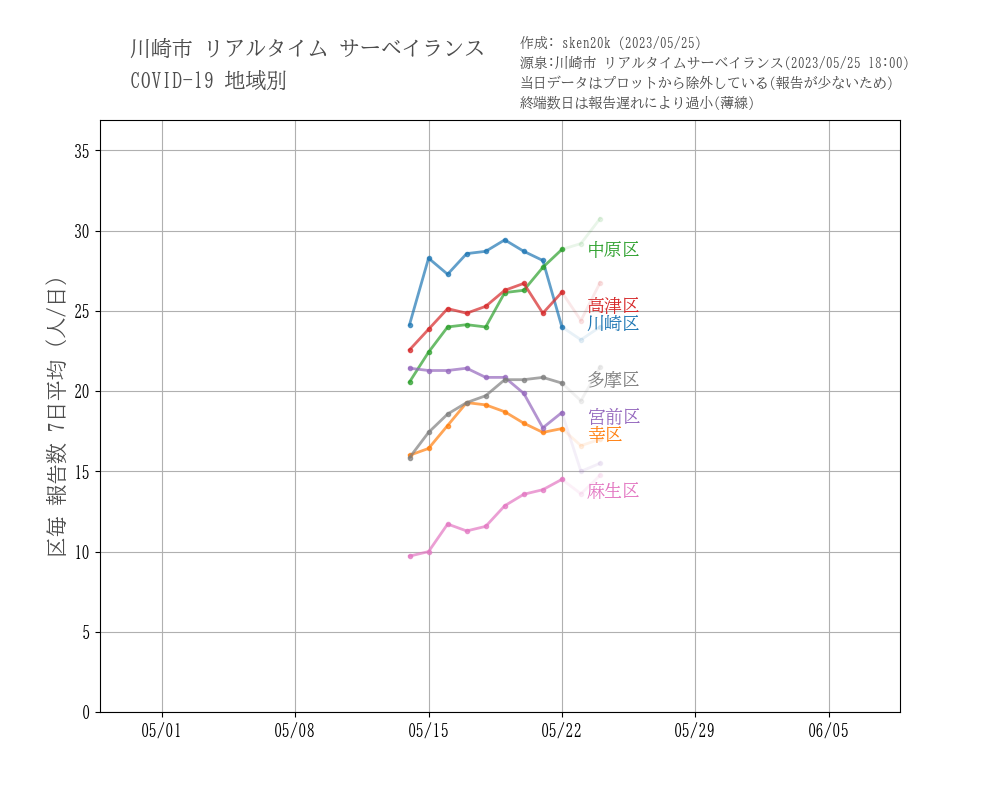 川崎市 リアルタイム サーベイランス
COVID-19 地域別
作成: sken20k (2023/05/25)
源泉:川崎市 リアルタイムサーベイランス(2023/05/25 18:00)
当日データはプロットから除外している(報告が少ないため)
終端数日は報告遅れにより過小(薄線)
区毎 報告数 7日平均 (人/日)
35
30
25
20
15
10
5
0
中原区
高津区
川崎区
多摩区
宮前区
幸区
麻生区
05/01
05/08
05/15
05/22
05/29
06/05